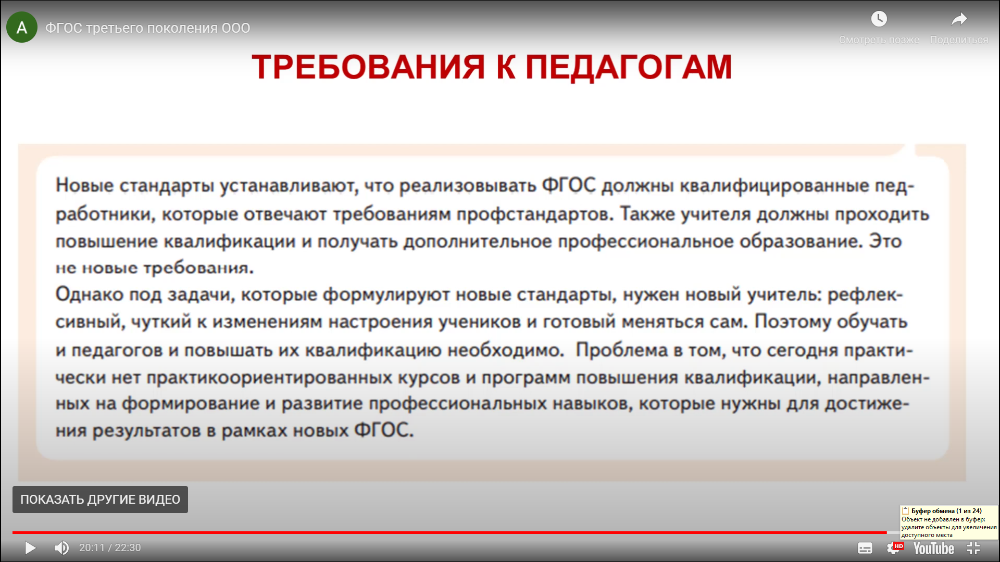 А
ФГОС третьего поколения ООО
Смотреть позже
Поделиться
ТРЕБОВАНИЯ К ПЕДАГОГАМ
Новые стандарты устанавливают, что реализовывать ФГОС должны квалифицированные пед-
работники, которые отвечают требованиям профстандартов. Также учителя должны проходить
повышение квалификации и получать дополнительное профессиональное образование. Это
не новые требования.
Однако под задачи, которые формулируют новые стандарты, нужен новый учитель: рефлек-
сивный, чуткий к изменениям настроения учеников и готовый меняться сам. Поэтому обучать
и педагогов и повышать их квалификацию необходимо. Проблема в том, что сегодня практи-
чески нет практикоориентированных курсов и программ повышения квалификации, направлен-
ных на формирование и развитие профессиональных навыков, которые нужны для достиже-
ния результатов в рамках новых ФГОС.
ПОКАЗАТЬ ДРУГИЕ ВИДЕО
Буфер обмена (1 из 24)
Объект не добавлен в буфер:
удалите объекты для увеличения
доступного места
20:11 / 22:30
HD
YouTube